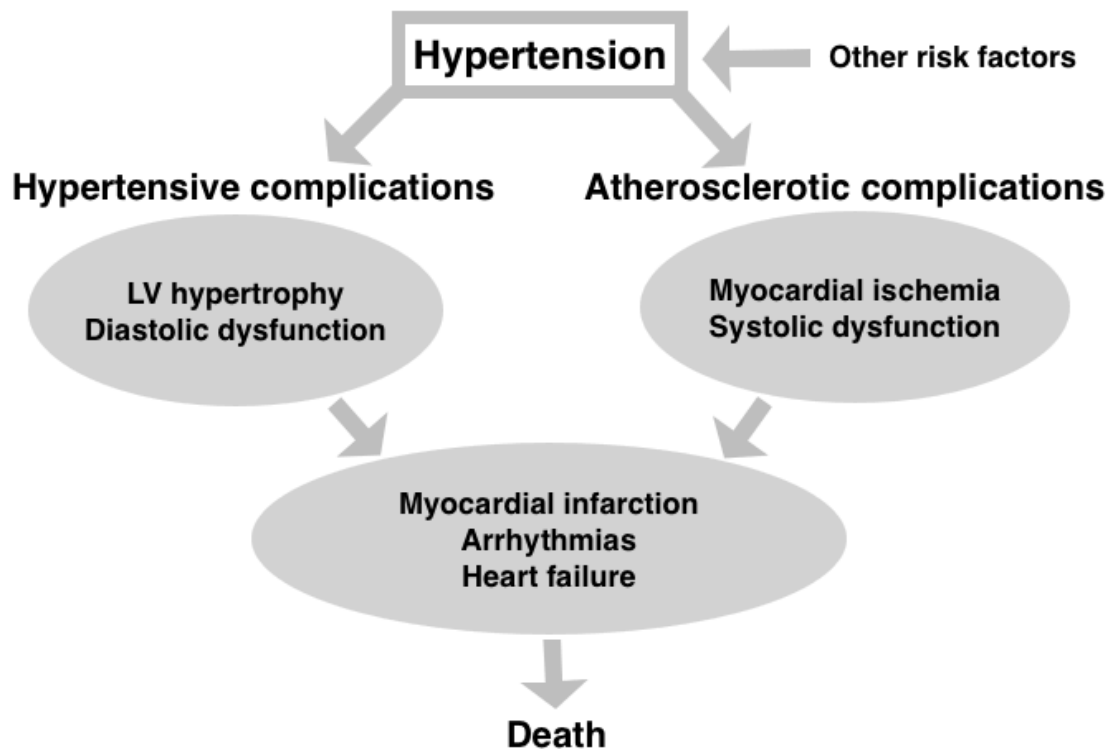 Hypertension
Other risk factors
Hypertensive complications
Atherosclerotic complications
LV hypertrophy
Diastolic dysfunction
Myocardial ischemia
Systolic dysfunction
Myocardial infarction
Arrhythmias
Heart failure
Death